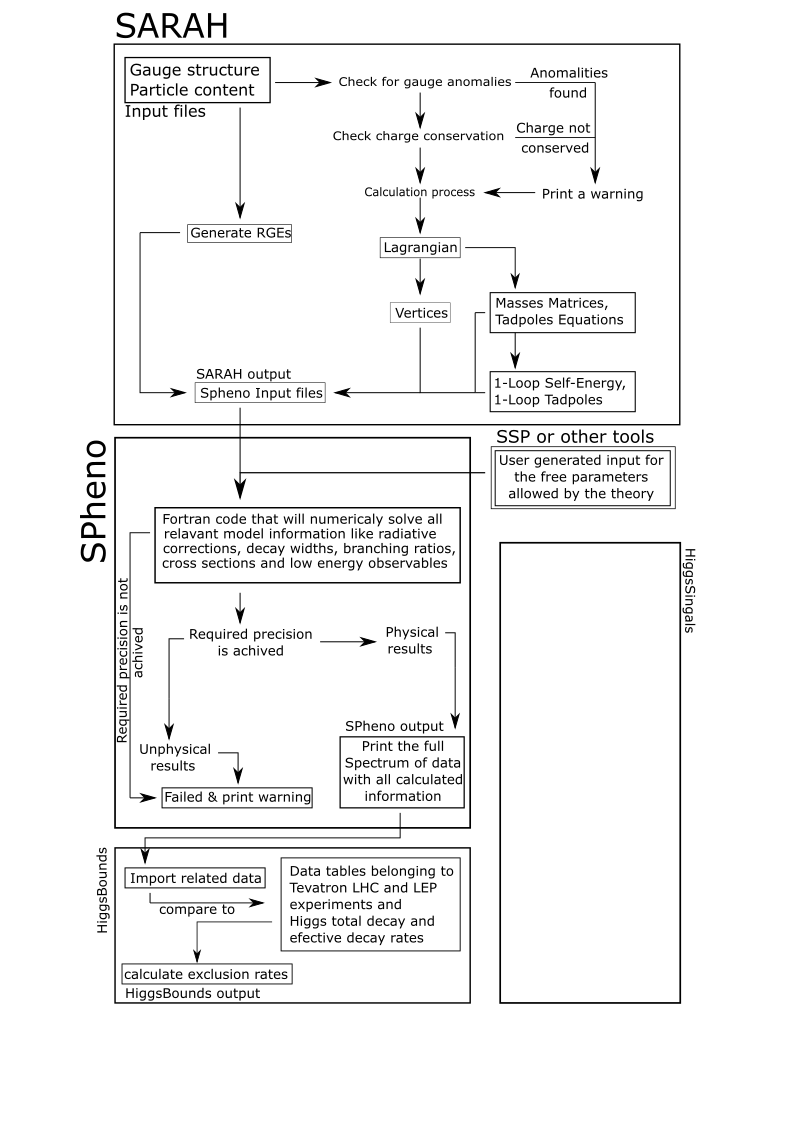 SARAH
Gauge structure
Particle content
Input files
Check for gauge anomalies
Anomalities
found
Check charge conservation
Charge not
conserved
Calculation process
Print a warning
Generate RGEs
Lagrangian
Vertices
Masses Matrices,
Tadpoles Equations
SARAH output
Spheno Input files
1-Loop Self-Energy,
1-Loop Tadpoles
SSP or other tools
User generated input for
the free parameters
allowed by the theory
SPheno
Fortran code that will numericaly solve all
relavant model information like radiative
corrections, decay widths, branching ratios,
cross sections and low energy observables
Required precision is not
achived
Required precision
is achived
Physical
results
Unphysical
results
Failed & print warning
SPheno output
Print the full
Spectrum of data
with all calculated
information
HiggsSingals
HiggsBounds
Import related data
compare to
Data tables belonging to
Tevatron LHC and LEP
experiments and
Higgs total decay and
efective decay rates
calculate exclusion rates
HiggsBounds output